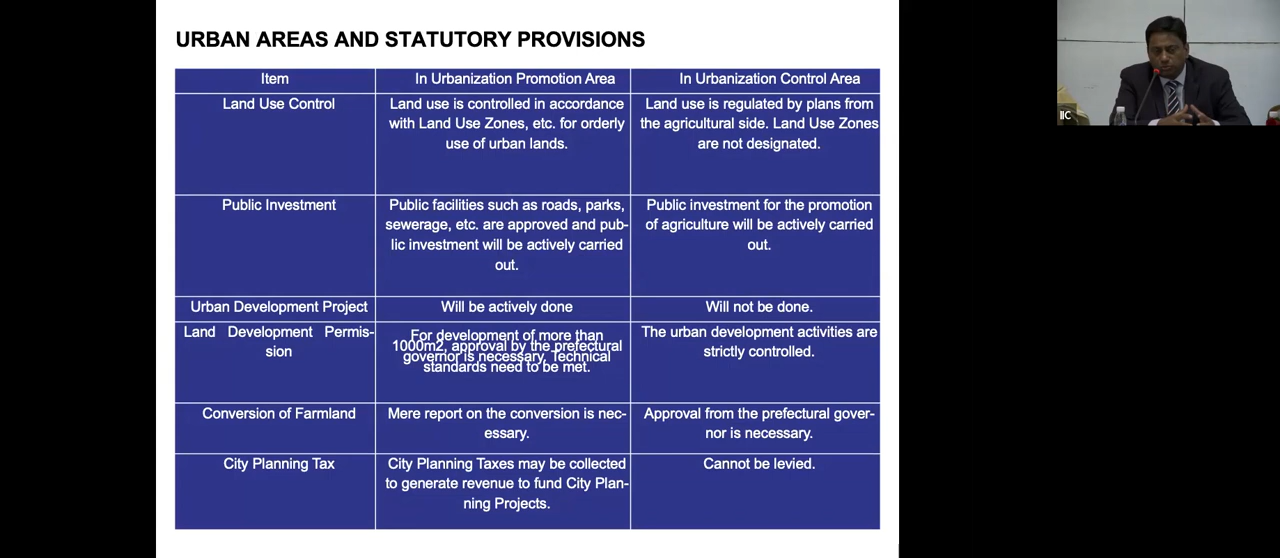 URBAN AREAS AND STATUTORY PROVISIONS
Item
In Urbanization Promotion Area
In Urbanization Control Area
Land Use Control
Land use is controlled in accordance
with Land Use Zones, etc. for orderly
use of urban lands.
Land use is regulated by plans from
the agricultural side. Land Use Zones
are not designated.
Public Investment
Public facilities such as roads, parks,
sewerage, etc. are approved and pub-
lic investment will be actively carried
out.
Public investment for the promotion
of agriculture will be actively carried
out.
Urban Development Project
Will be actively done
Will not be done.
Land Development Permis-
sion
For development of more than
1000m2, approval by the prefectural
governor is necessary. Technical
standards need to be met.
The urban development activities are
strictly controlled.
Conversion of Farmland
Mere report on the conversion is nec-
essary.
Approval from the prefectural gover-
nor is necessary.
City Planning Tax
City Planning Taxes may be collected
to generate revenue to fund City Plan-
ning Projects.
Cannot be levied.
IIC